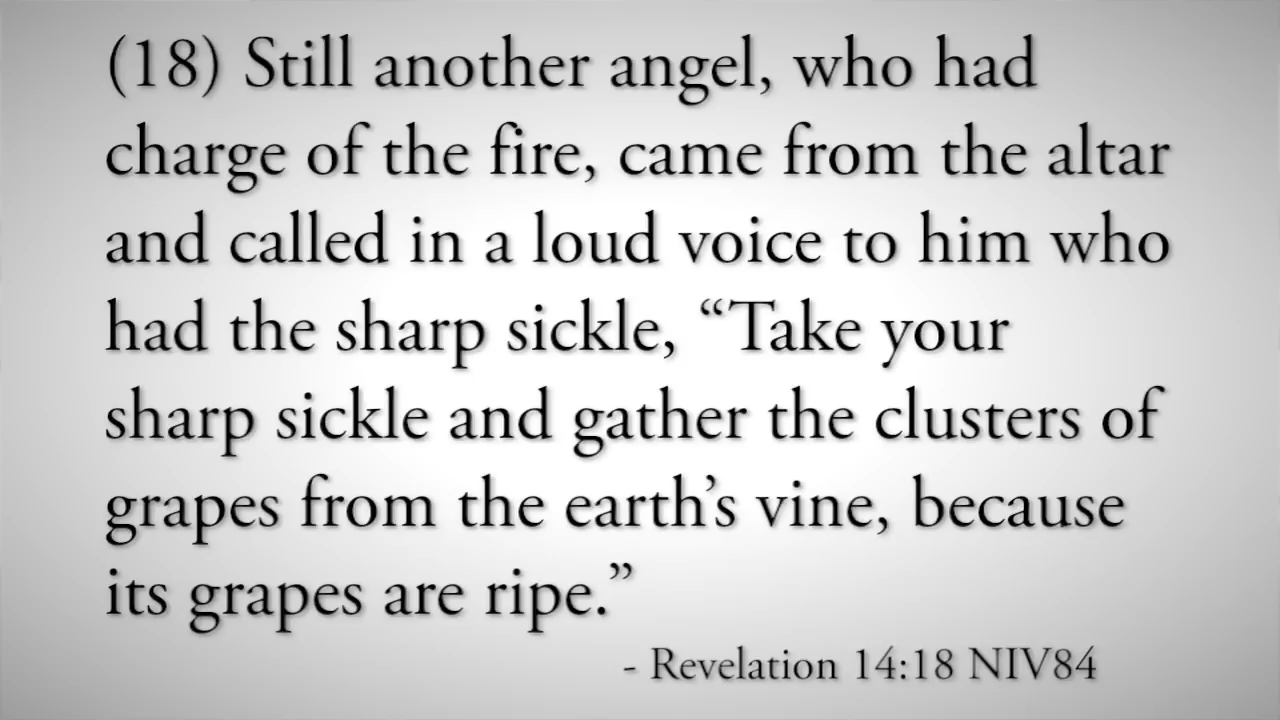 (18) Still another angel, who had
charge of the fire, came from the altar
and called in a loud voice to him who
had the sharp sickle, “Take your
sharp sickle and gather the clusters of
grapes from the earth’s vine, because
its grapes are ripe.”
- Revelation 14:18 NIV84